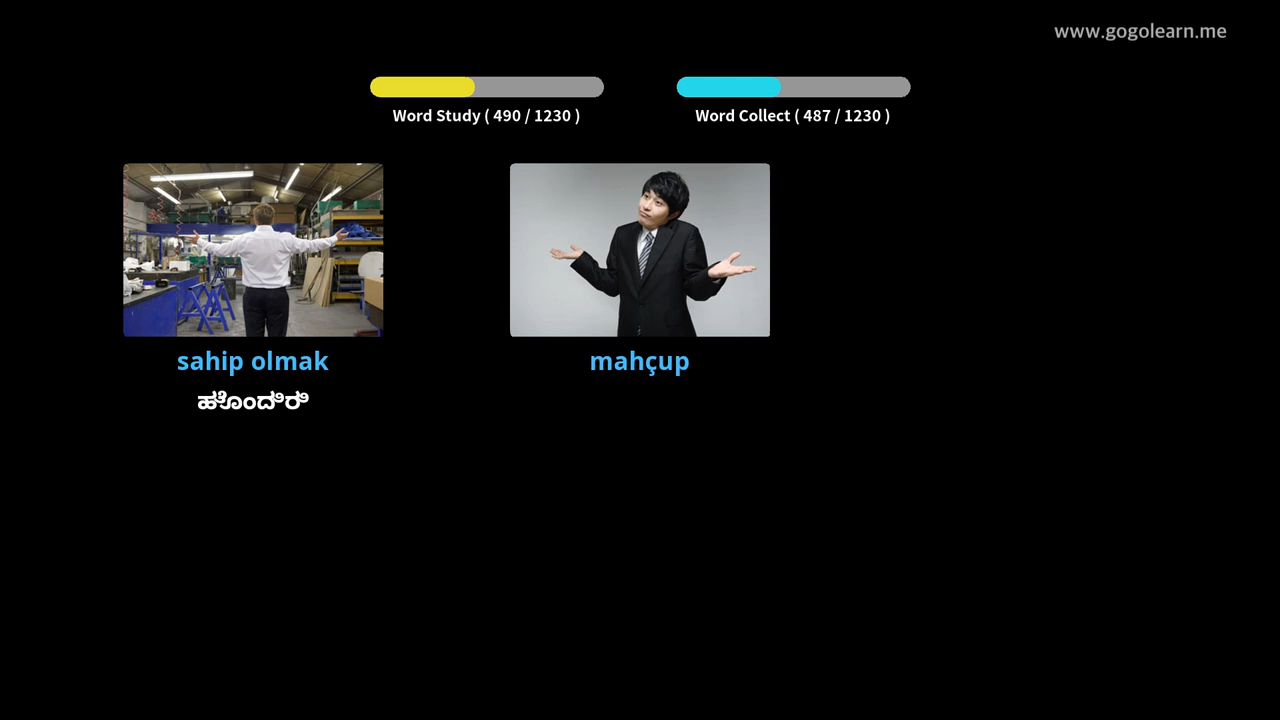 www.gogolearn.me
Word Study ( 490 / 1230 )
Word Collect ( 487 / 1230 )
sahip olmak
mahçup
ಹೊಂದಿರಿ